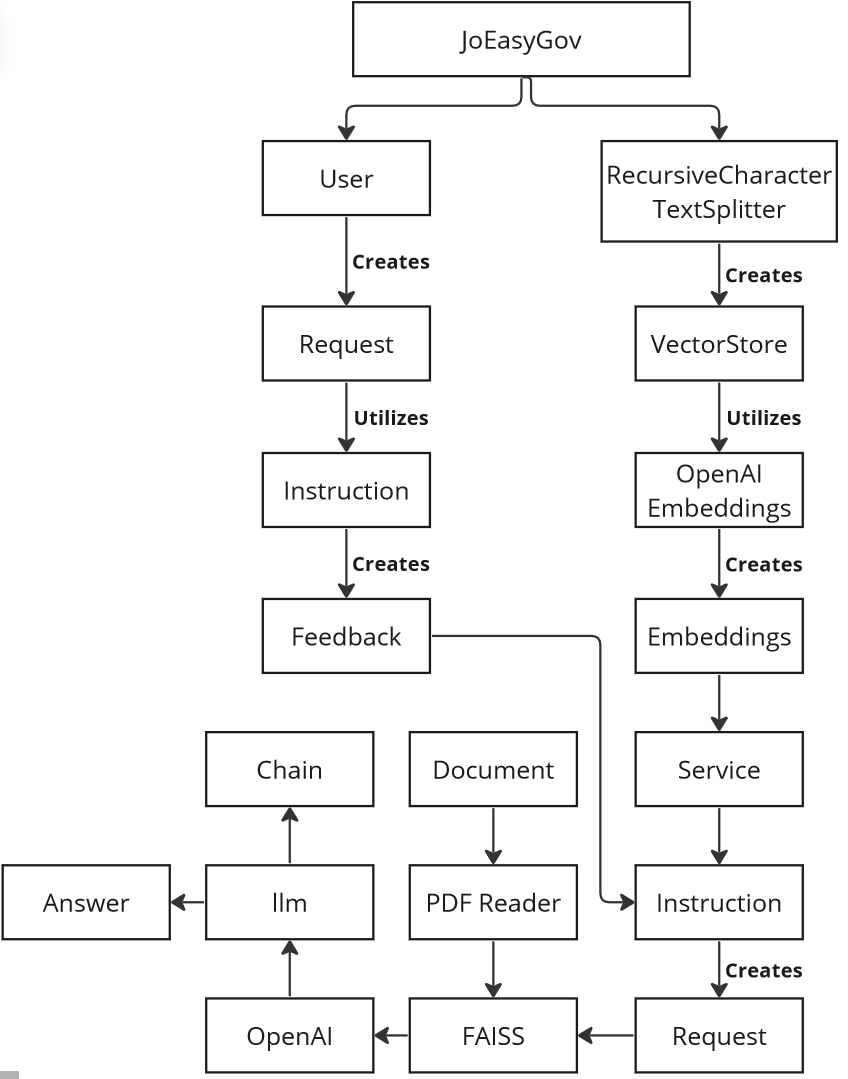 JoEasyGov
User
RecursiveCharacter
TextSplitter
Creates
Creates
Request
VectorStore
Utilizes
Utilizes
Instruction
OpenAI
Embeddings
Creates
Creates
Feedback
Embeddings
Chain
Document
Service
Answer
llm
PDF Reader
Instruction
Creates
OpenAI
FAISS
Request